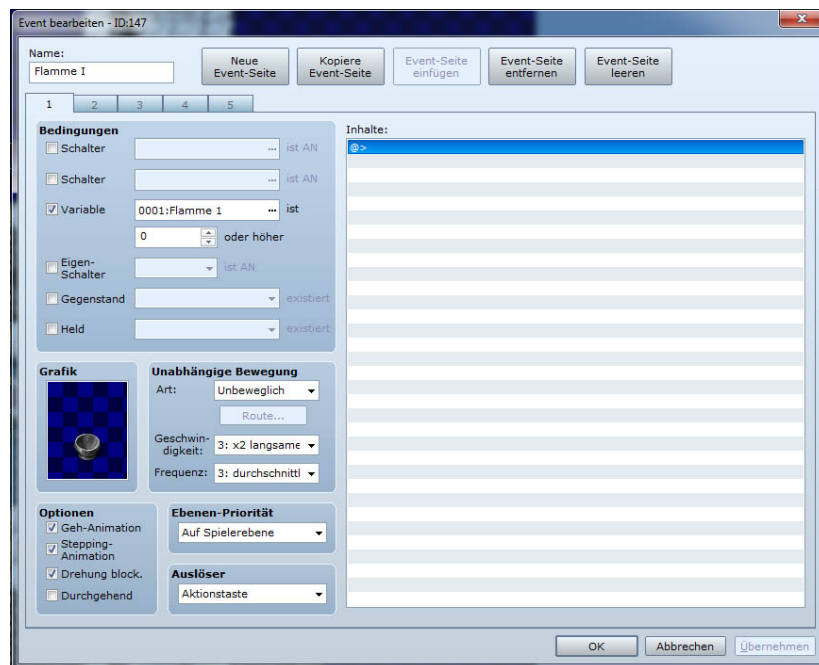 Event bearbeiten - ID:147
Name:
Flamme I
Neue
Event-Seite
Kopiere
Event-Seite
Event-Seite
einfügen
Event-Seite
entfernen
Event-Seite
leeren
1 2 3 4 5
Bedingungen
Schalter ... ist AN
Schalter ... ist AN
Variable 0001:Flamme 1 ... ist
0 oder höher
Eigen-
Schalter ist AN
Gegenstand existiert
Held existiert
Grafik
Unabhängige Bewegung
Art: Unbeweglich
Route...
Geschwin-
digkeit: 3: x2 langsame
Frequenz: 3: durchschnittl
Optionen
Geh-Animation
Stepping-
Animation
Drehung block.
Durchgehend
Ebenen-Priorität
Auf Spielerebene
Auslöser
Aktionstaste
Inhalte:
@>
OK Abbrechen Übernehmen